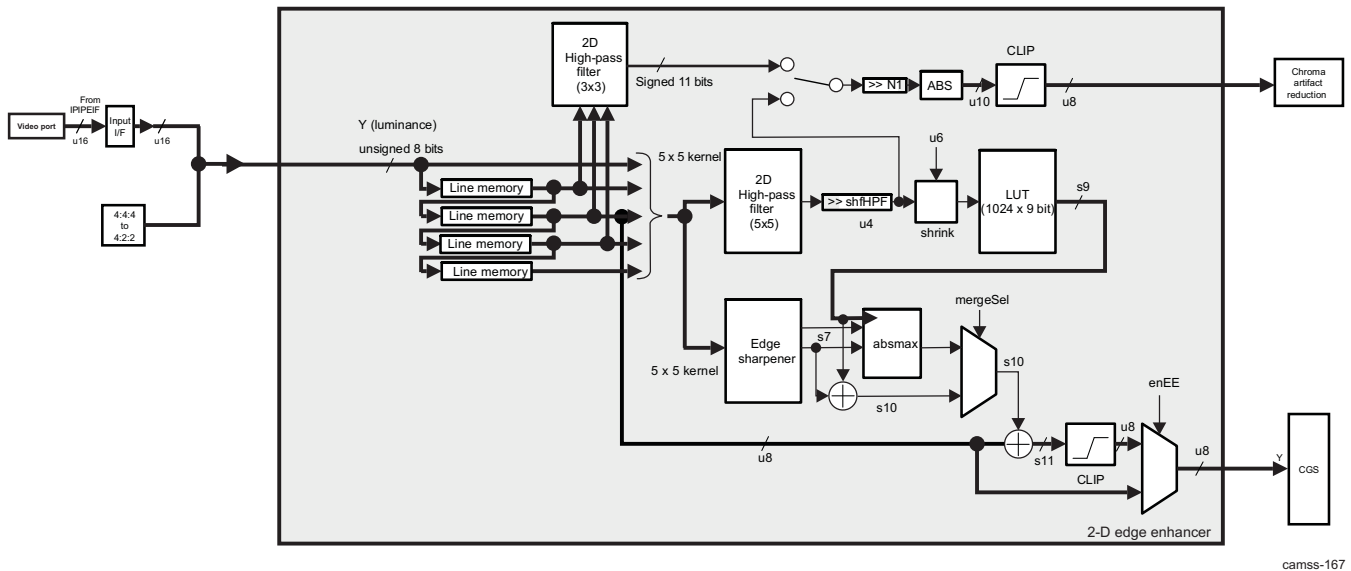 2D
High-pass
filter
(3x3)
Signed 11 bits
>> N1
ABS
u10
CLIP
u8
Chroma
artifact
reduction
Video port
From
IPIPEIF
u16
Input
I/F
u16
4:4:4
to
4:2:2
Y (luminance)
unsigned 8 bits
Line memory
Line memory
Line memory
Line memory
5 x 5 kernel
2D
High-pass
filter
(5x5)
>> shfHPF
u4
u6
shrink
LUT
(1024 x 9 bit)
s9
5 x 5 kernel
Edge
sharpener
s7
absmax
s10
mergeSel
s10
u8
s11
CLIP
u8
enEE
u8
Y
CGS
2-D edge enhancer
camss-167